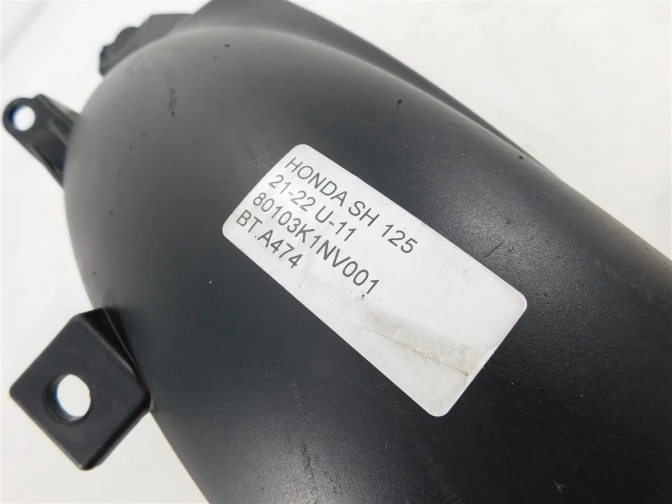 HONDA SH 125
21-22 U-11
80103K1NV001
BT.A474